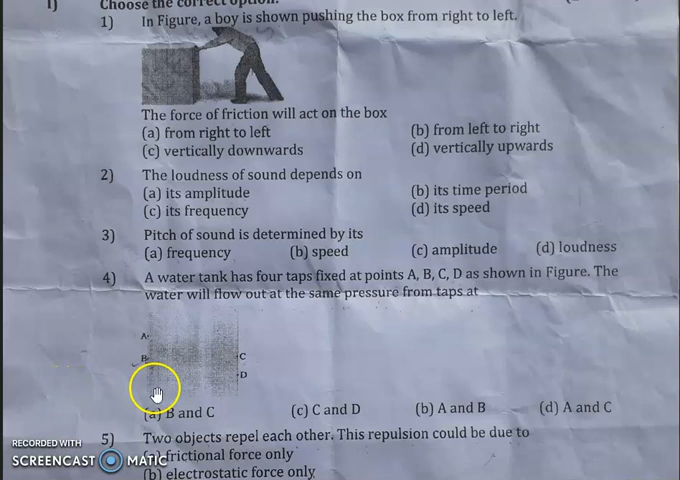 1) Choose the correct option:
1) In Figure, a boy is shown pushing the box from right to left.
The force of friction will act on the box
(a) from right to left (b) from left to right
(c) vertically downwards (d) vertically upwards
2) The loudness of sound depends on
(a) its amplitude (b) its time period
(c) its frequency (d) its speed
3) Pitch of sound is determined by its
(a) frequency (b) speed (c) amplitude (d) loudness
4) A water tank has four taps fixed at points A, B, C, D as shown in Figure. The
water will flow out at the same pressure from taps at
A
B C
D
(a) B and C (c) C and D (b) A and B (d) A and C
5) Two objects repel each other. This repulsion could be due to
frictional force only
(b) electrostatic force only
RECORDED WITH
SCREENCAST MATIC